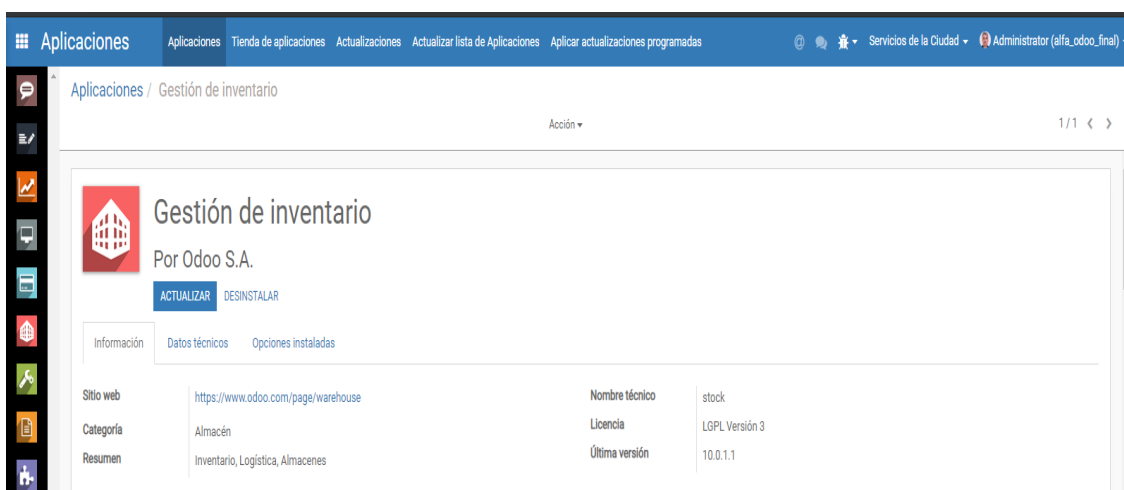 Aplicaciones Aplicaciones Tienda de aplicaciones Actualizaciones Actualizar lista de Aplicaciones Aplicar actualizaciones programadas @ Servicios de la Ciudad Administrator (alfa_odoo_final)
Aplicaciones / Gestión de inventario
Acción 1 / 1
Gestión de inventario
Por Odoo S.A.
ACTUALIZAR DESINSTALAR
Información Datos técnicos Opciones instaladas
Sitio web https://www.odoo.com/page/warehouse Nombre técnico stock
Categoría Almacén Licencia LGPL Versión 3
Resumen Inventario, Logística, Almacenes Última versión 10.0.1.1